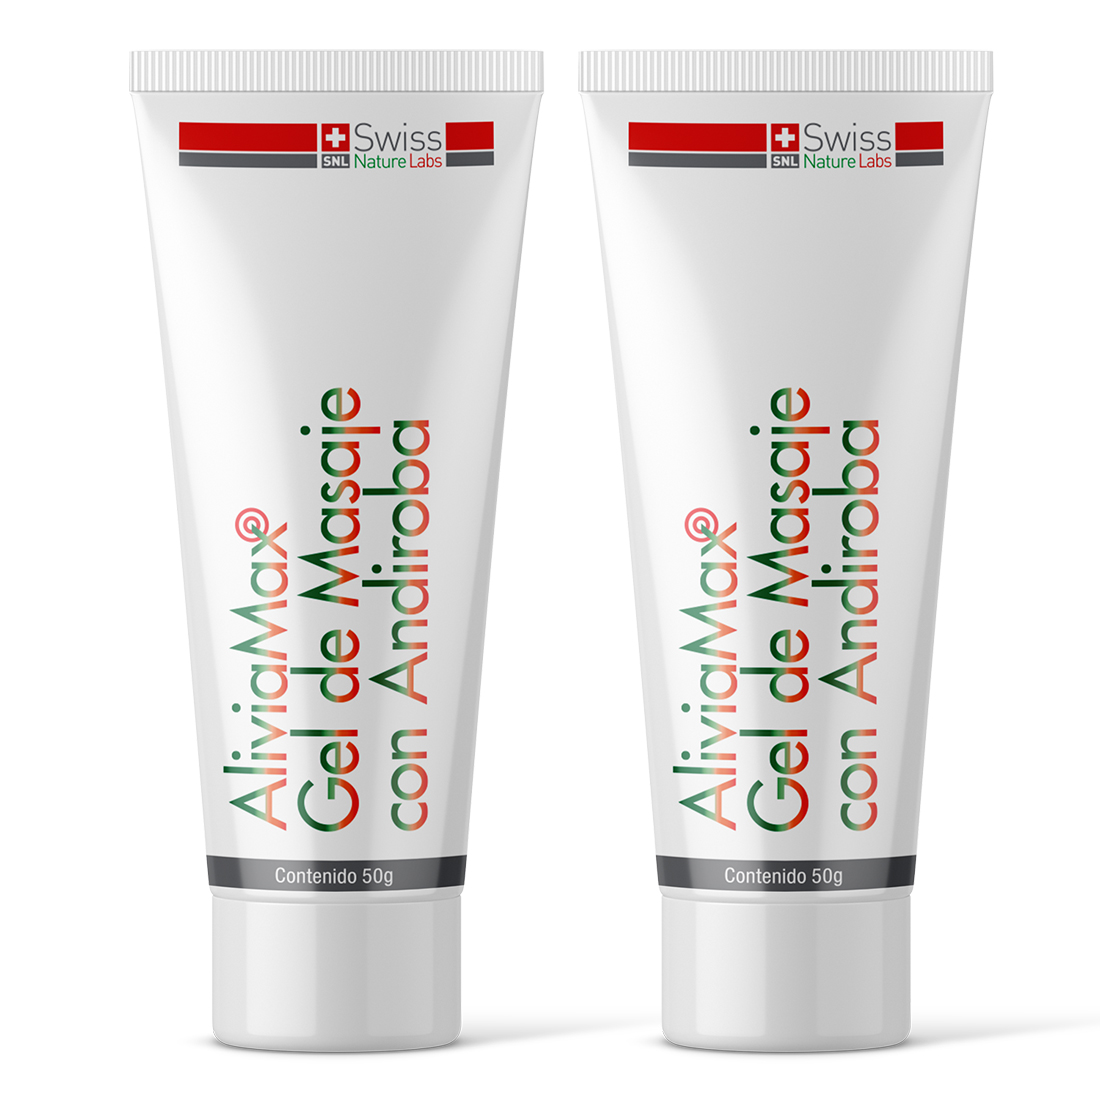 Swiss
SNL Nature Labs
AliviaMax
Gel de Masaje
con Andiroba
Contenido 50g
Swiss
SNL Nature Labs
AliviaMax
Gel de Masaje
con Andiroba
Contenido 50g